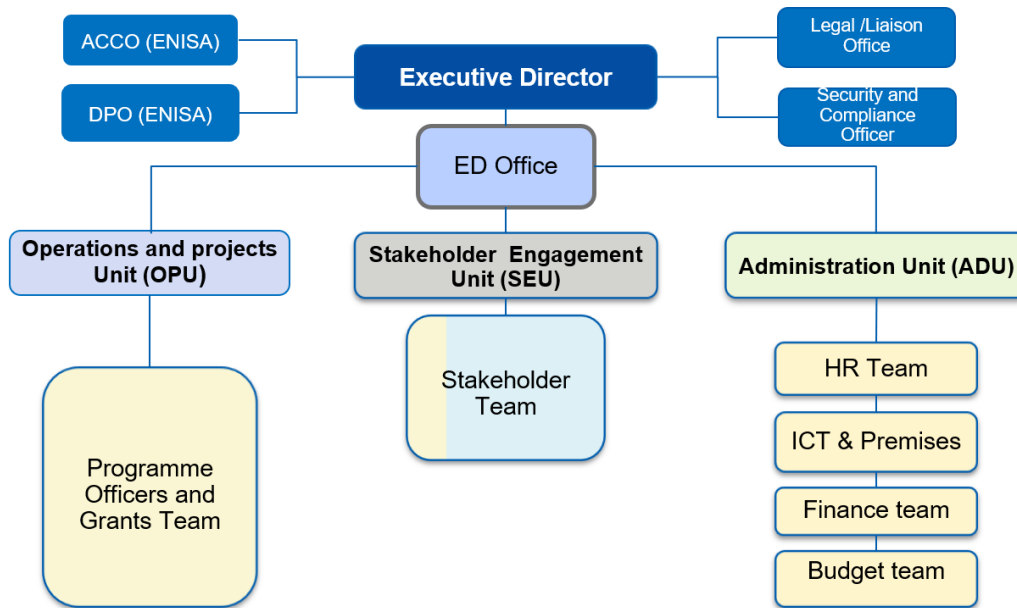 ACCO (ENISA)
DPO (ENISA)
Executive Director
Legal /Liaison
Office
Security and
Compliance
Officer
ED Office
Operations and projects
Unit (OPU)
Stakeholder Engagement
Unit (SEU)
Administration Unit (ADU)
Programme
Officers and
Grants Team
Stakeholder
Team
HR Team
ICT & Premises
Finance team
Budget team